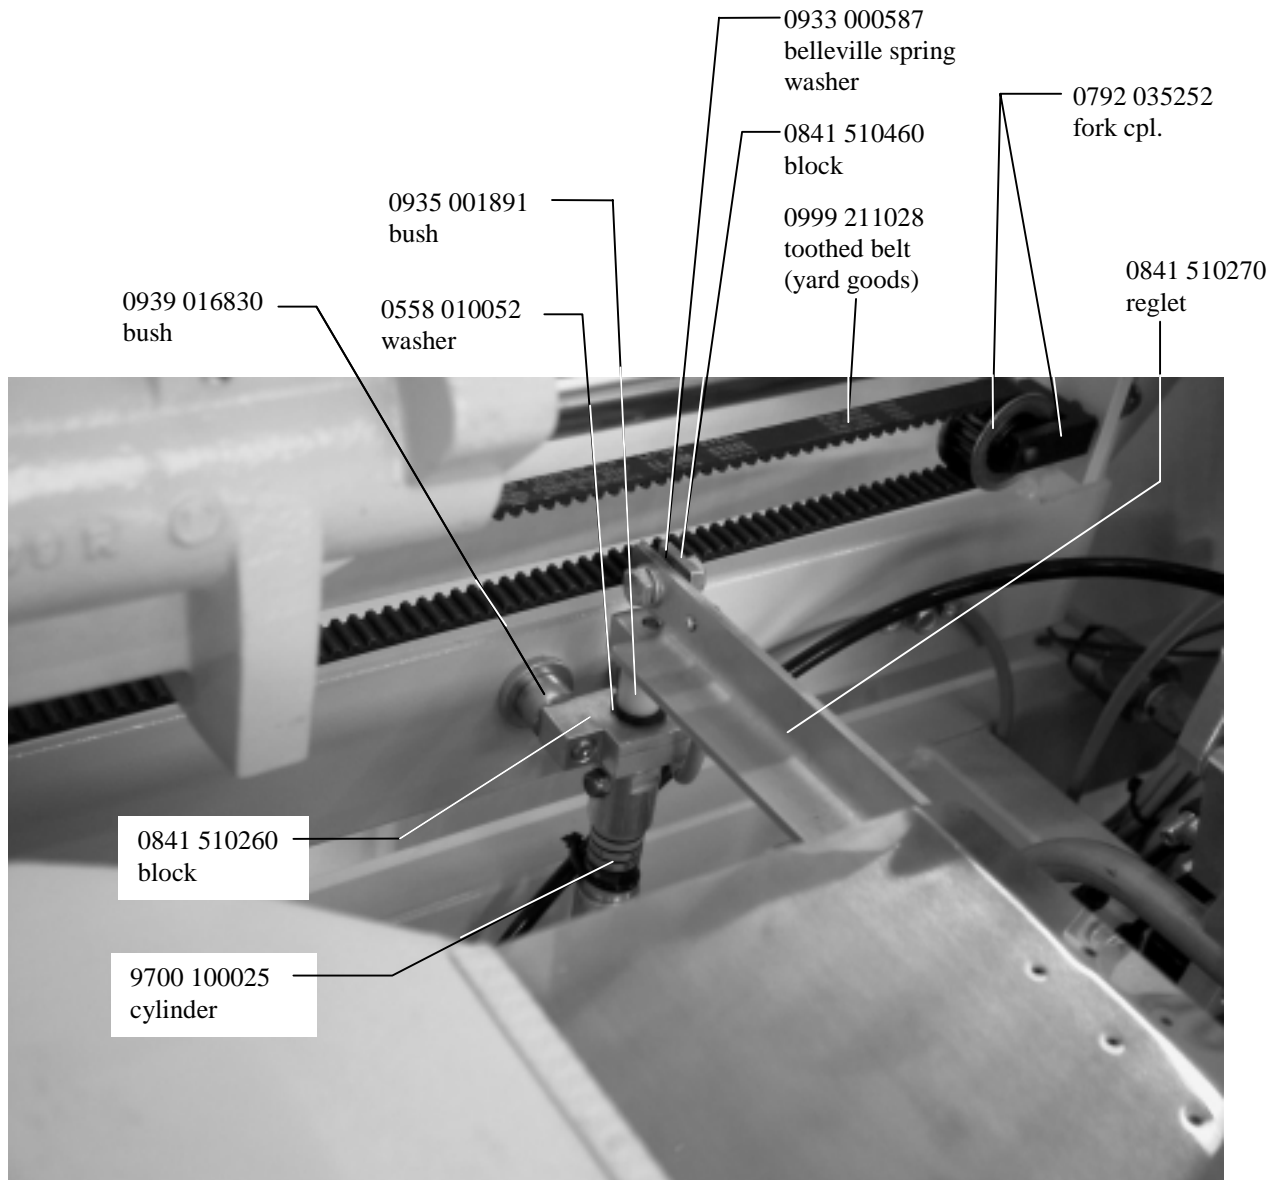 0933 000587
belleville spring
washer
0792 035252
fork cpl.
0841 510460
block
0935 001891
bush
0999 211028
toothed belt
(yard goods)
0841 510270
reglet
0939 016830
bush
0558 010052
washer
0841 510260
block
9700 100025
cylinder